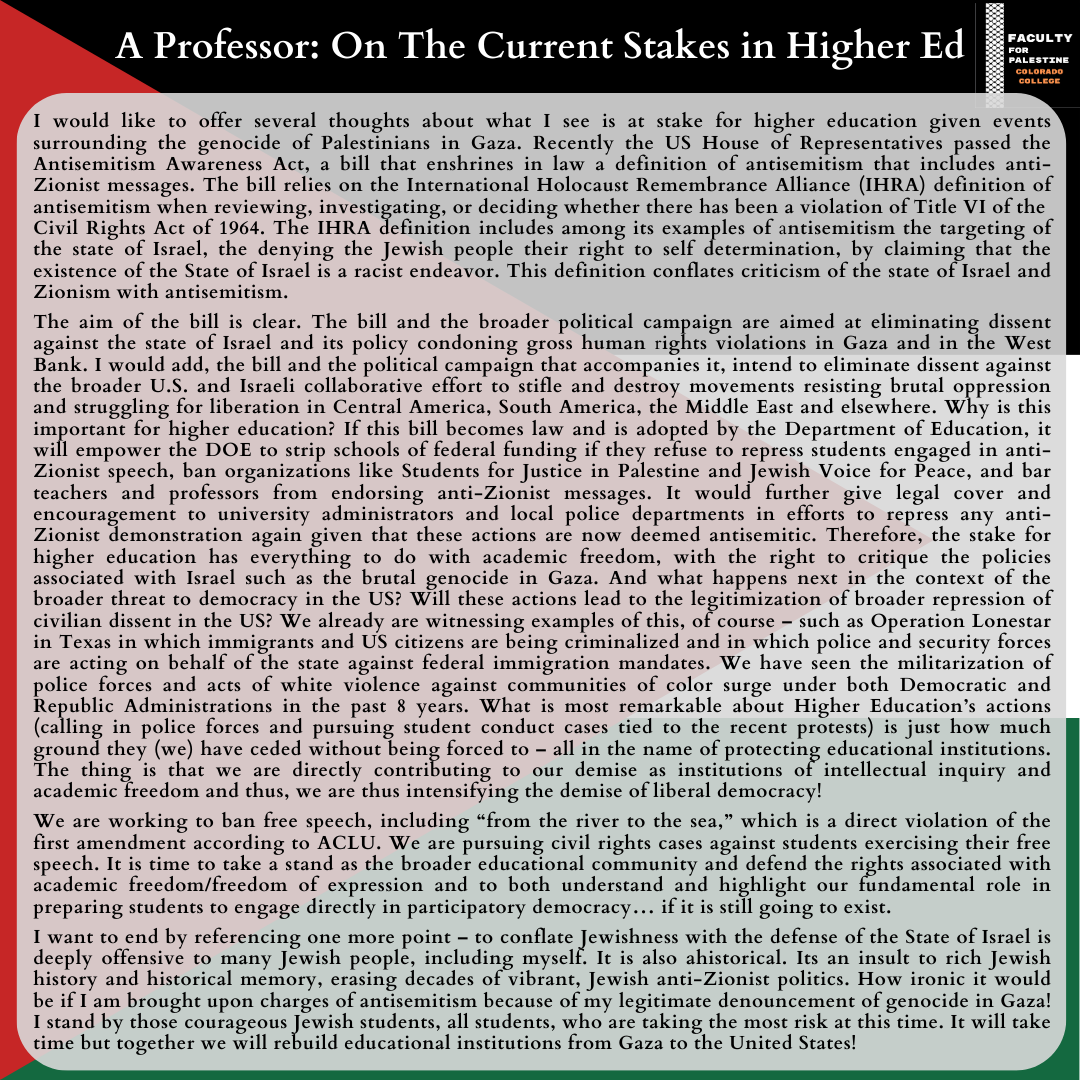 A Professor: On The Current Stakes in Higher Ed
FACULTY
FOR
PALESTINE
COLORADO
COLLEGE
I would like to offer several thoughts about what I see is at stake for higher education given events
surrounding the genocide of Palestinians in Gaza. Recently the US House of Representatives passed the
Antisemitism Awareness Act, a bill that enshrines in law a definition of antisemitism that includes anti-
Zionist messages. The bill relies on the International Holocaust Remembrance Alliance (IHRA) definition of
antisemitism when reviewing, investigating, or deciding whether there has been a violation of Title VI of the
Civil Rights Act of 1964. The IHRA definition includes among its examples of antisemitism the targeting of
the state of Israel, the denying the Jewish people their right to self determination, by claiming that the
existence of the State of Israel is a racist endeavor. This definition conflates criticism of the state of Israel and
Zionism with antisemitism.
The aim of the bill is clear. The bill and the broader political campaign are aimed at eliminating dissent
against the state of Israel and its policy condoning gross human rights violations in Gaza and in the West
Bank. I would add, the bill and the political campaign that accompanies it, intend to eliminate dissent against
the broader U.S. and Israeli collaborative effort to stifle and destroy movements resisting brutal oppression
and struggling for liberation in Central America, South America, the Middle East and elsewhere. Why is this
important for higher education? If this bill becomes law and is adopted by the Department of Education, it
will empower the DOE to strip schools of federal funding if they refuse to repress students engaged in anti-
Zionist speech, ban organizations like Students for Justice in Palestine and Jewish Voice for Peace, and bar
teachers and professors from endorsing anti-Zionist messages. It would further give legal cover and
encouragement to university administrators and local police departments in efforts to repress any anti-
Zionist demonstration again given that these actions are now deemed antisemitic. Therefore, the stake for
higher education has everything to do with academic freedom, with the right to critique the policies
associated with Israel such as the brutal genocide in Gaza. And what happens next in the context of the
broader threat to democracy in the US? Will these actions lead to the legitimization of broader repression of
civilian dissent in the US? We already are witnessing examples of this, of course – such as Operation Lonestar
in Texas in which immigrants and US citizens are being criminalized and in which police and security forces
are acting on behalf of the state against federal immigration mandates. We have seen the militarization of
police forces and acts of white violence against communities of color surge under both Democratic and
Republic Administrations in the past 8 years. What is most remarkable about Higher Education's actions
(calling in police forces and pursuing student conduct cases tied to the recent protests) is just how much
ground they (we) have ceded without being forced to – all in the name of protecting educational institutions.
The thing is that we are directly contributing to our demise as institutions of intellectual inquiry and
academic freedom and thus, we are thus intensifying the demise of liberal democracy!
We are working to ban free speech, including “from the river to the sea,” which is a direct violation of the
first amendment according to ACLU. We are pursuing civil rights cases against students exercising their free
speech. It is time to take a stand as the broader educational community and defend the rights associated with
academic freedom/freedom of expression and to both understand and highlight our fundamental role in
preparing students to engage directly in participatory democracy… if it is still going to exist.
I want to end by referencing one more point – to conflate Jewishness with the defense of the State of Israel is
deeply offensive to many Jewish people, including myself. It is also ahistorical. Its an insult to rich Jewish
history and historical memory, erasing decades of vibrant, Jewish anti-Zionist politics. How ironic it would
be if I am brought upon charges of antisemitism because of my legitimate denouncement of genocide in Gaza!
I stand by those courageous Jewish students, all students, who are taking the most risk at this time. It will take
time but together we will rebuild educational institutions from Gaza to the United States!